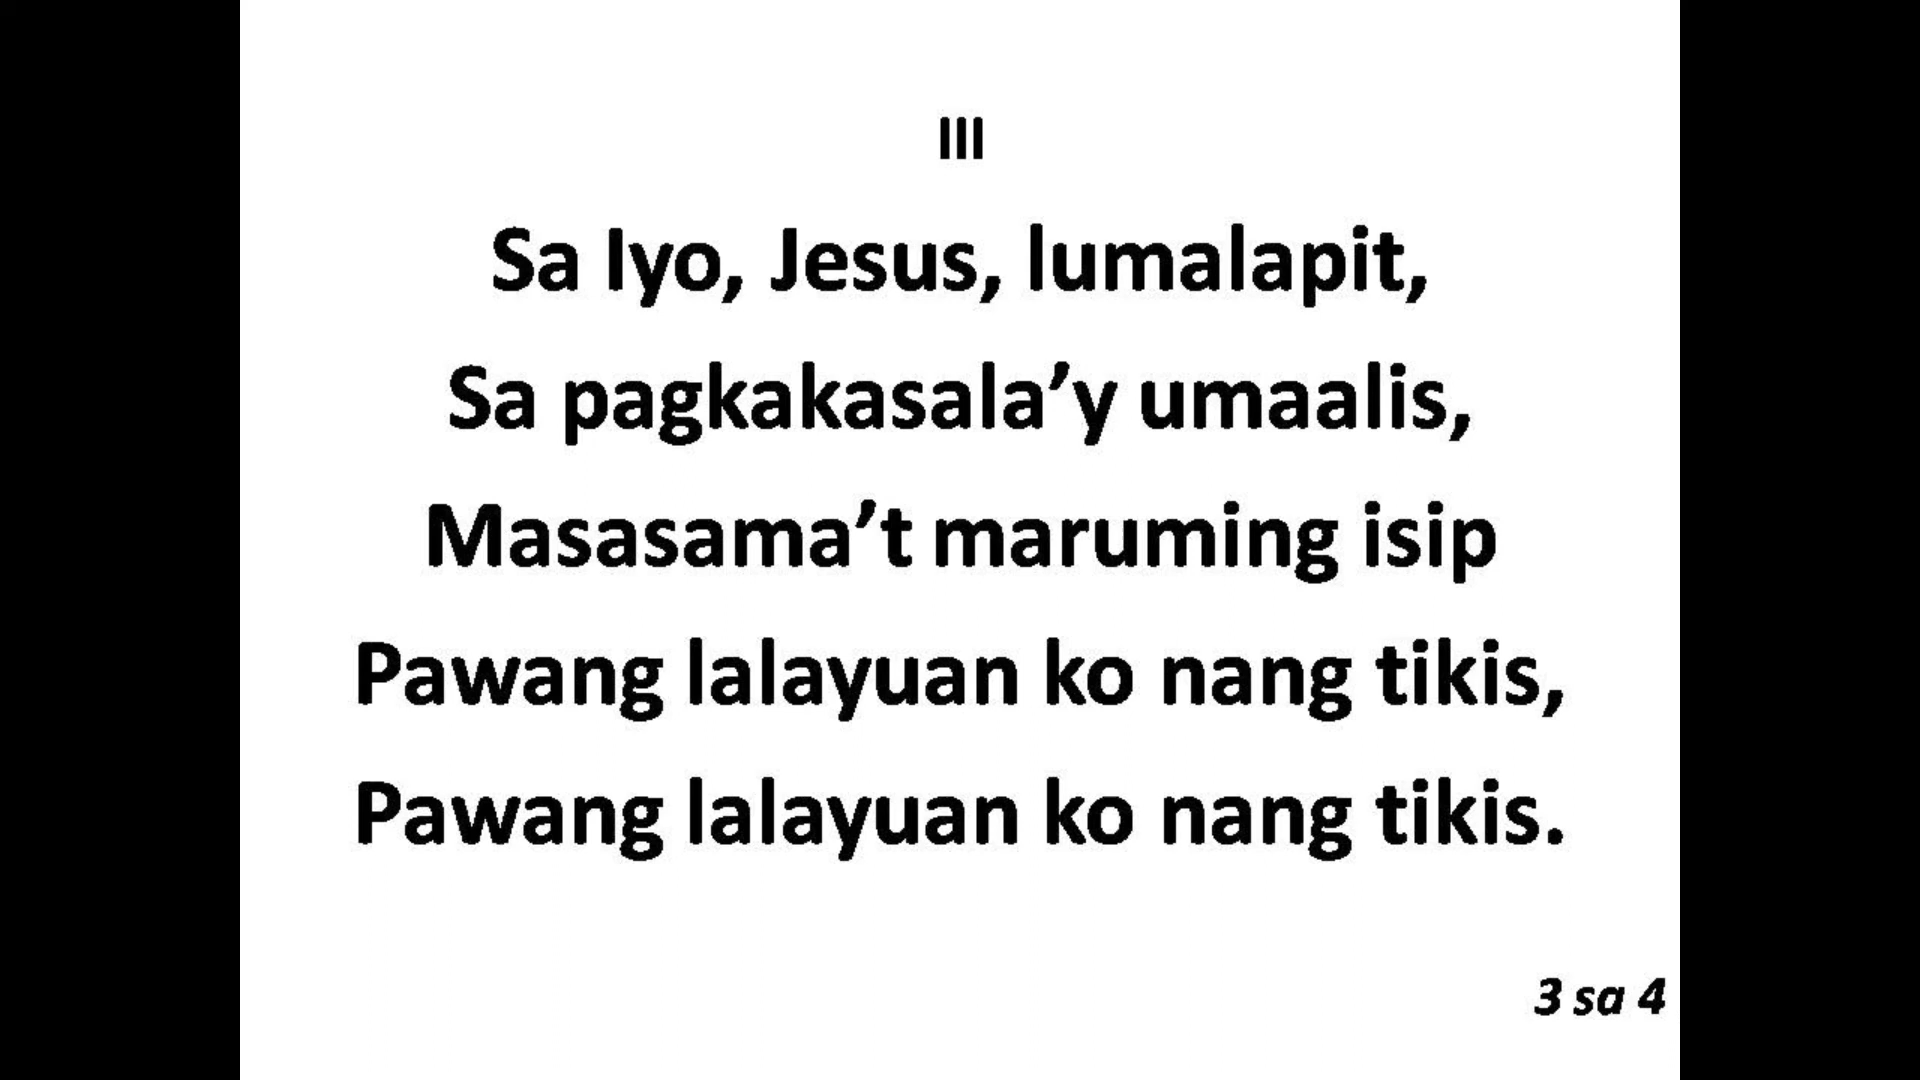 III
Sa Iyo, Jesus, lumalapit,
Sa pagkakasala’y umaalis,
Masasama’t maruming isip
Pawang lalayuan ko nang tikis,
Pawang lalayuan ko nang tikis.
3 sa 4